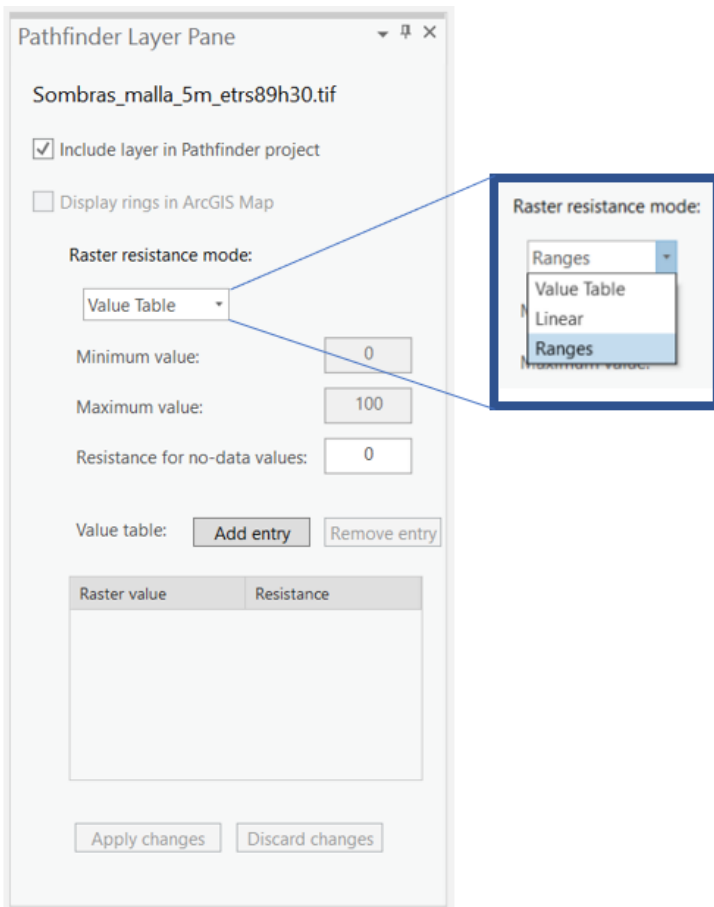 Pathfinder Layer Pane
Sombras_malla_5m_etrs89h30.tif
Include layer in Pathfinder project
Display rings in ArcGIS Map
Raster resistance mode:
Value Table
Minimum value: 0
Maximum value: 100
Resistance for no-data values: 0
Value table: Add entry Remove entry
Raster value Resistance
Apply changes Discard changes
Raster resistance mode:
Ranges
Value Table
Linear
Ranges